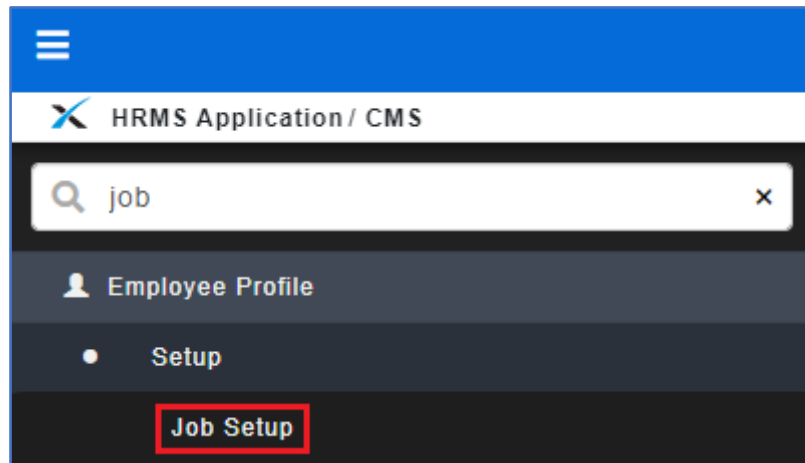 HRMS Application / CMS
job
Employee Profile
Setup
Job Setup